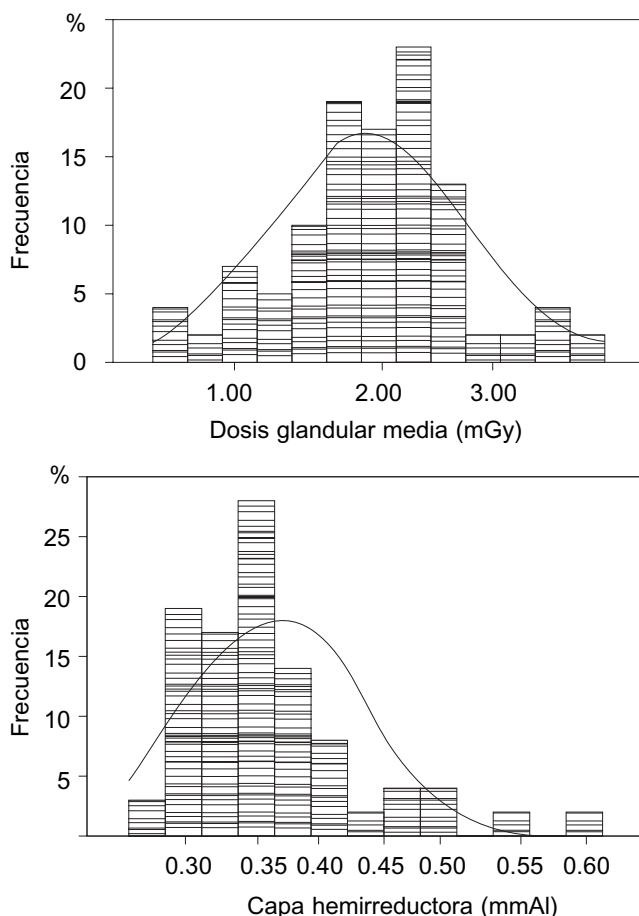 %
20
15
10
5
0
Frecuencia
1.00 2.00 3.00
Dosis glandular media (mGy)
%
25
20
15
10
5
Frecuencia
0.30 0.35 0.40 0.45 0.50 0.55 0.60
Capa hemirreductora (mmAl)